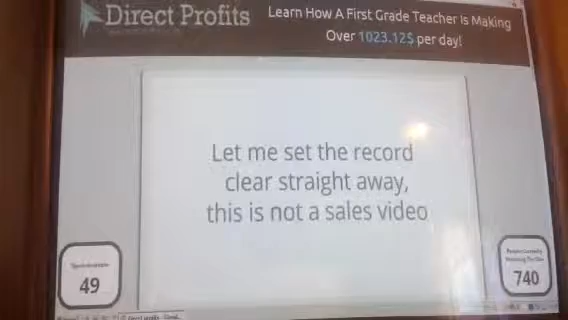 Direct Profits
Learn How A First Grade Teacher Is Making
Over 1023.12$ per day!
Let me set the record
clear straight away,
this is not a sales video
49
740